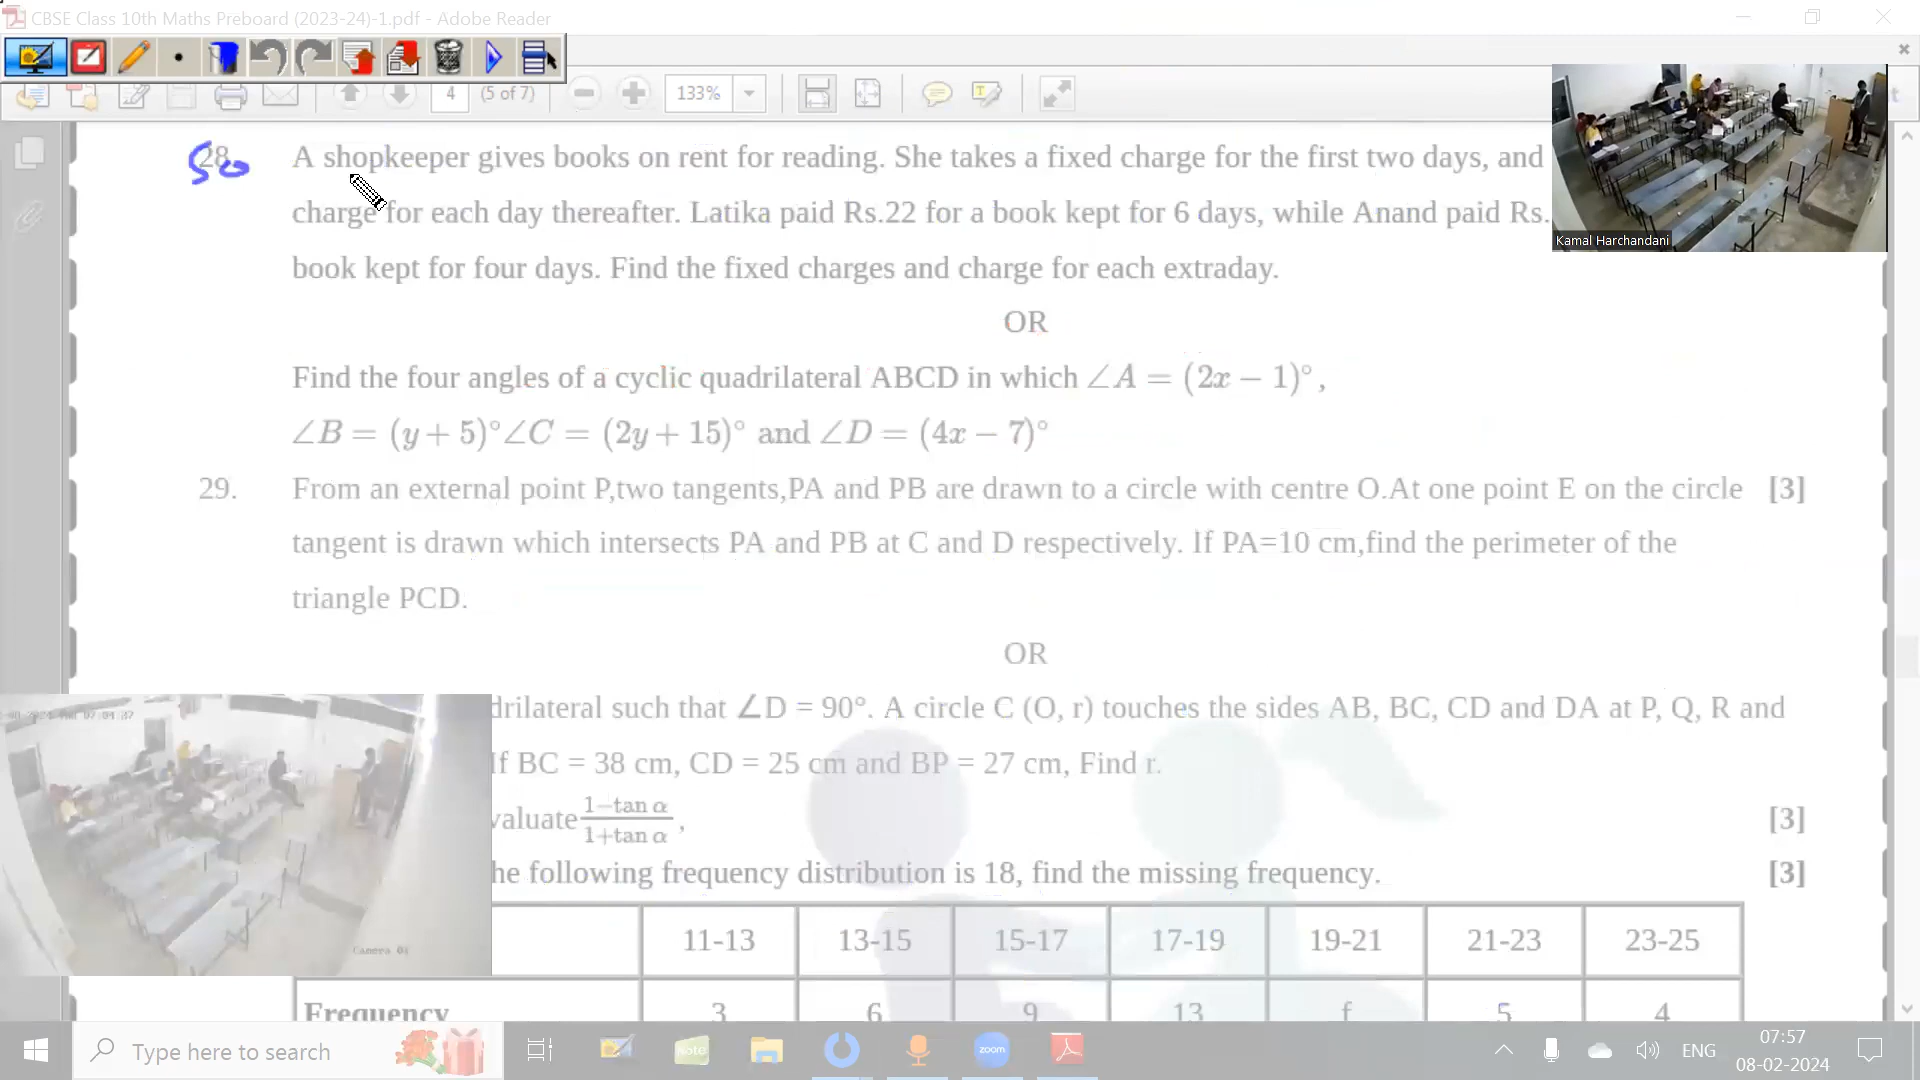 CBSE Class 10th Maths Preboard (2023-24)-1.pdf - Adobe Reader
4 (5 of 7) 133%
28. A shopkeeper gives books on rent for reading. She takes a fixed charge for the first two days, and
So
charge for each day thereafter. Latika paid Rs.22 for a book kept for 6 days, while Anand paid Rs.
book kept for four days. Find the fixed charges and charge for each extraday.
OR
Find the four angles of a cyclic quadrilateral ABCD in which ∠A = (2x − 1)°,
∠B = (y + 5)°∠C = (2y + 15)° and ∠D = (4x − 7)°
29. From an external point P,two tangents,PA and PB are drawn to a circle with centre O.At one point E on the circle [3]
tangent is drawn which intersects PA and PB at C and D respectively. If PA=10 cm,find the perimeter of the
triangle PCD.
OR
drilateral such that ∠D = 90°. A circle C (O, r) touches the sides AB, BC, CD and DA at P, Q, R and
If BC = 38 cm, CD = 25 cm and BP = 27 cm, Find r.
valuate (1−tan α)/(1+tan α), [3]
he following frequency distribution is 18, find the missing frequency. [3]
11-13 13-15 15-17 17-19 19-21 21-23 23-25
Frequency 3 6 9 13 f 5 4
Kamal Harchandani
Camera 01
Type here to search
Note
zoom
ENG
07:57
08-02-2024